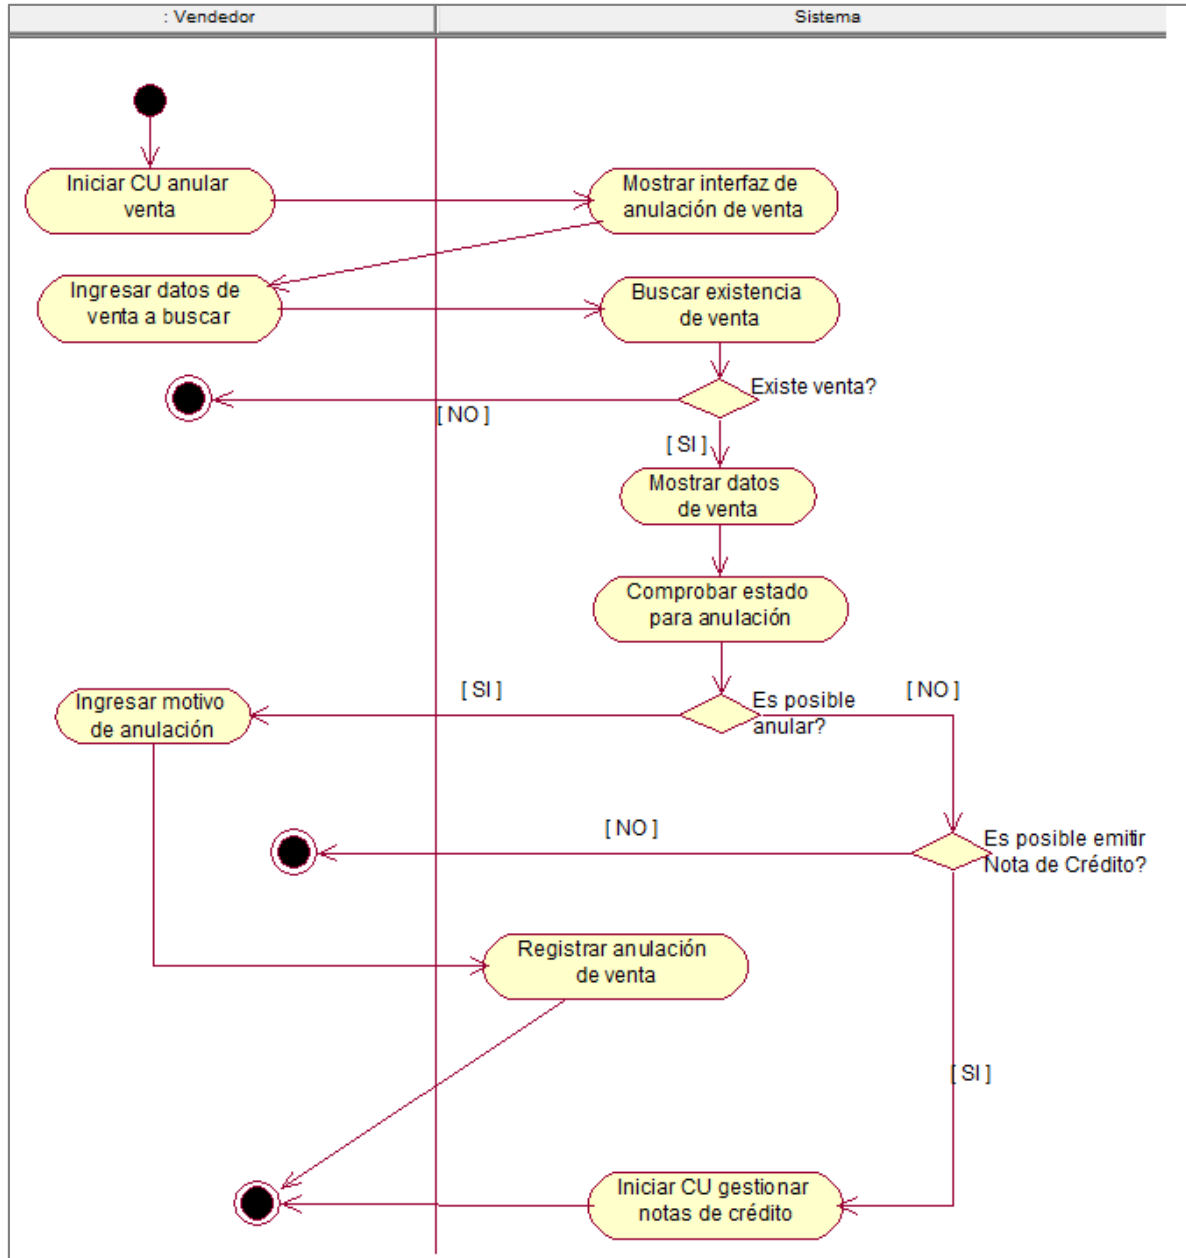 : Vendedor
Sistema
Iniciar CU anular
venta
Mostrar interfaz de
anulación de venta
Ingresar datos de
venta a buscar
Buscar existencia
de venta
Existe venta?
[ NO ]
[ SI ]
Mostrar datos
de venta
Comprobar estado
para anulación
Ingresar motivo
de anulación
[ SI ]
Es posible
anular?
[ NO ]
[ NO ]
Es posible emitir
Nota de Crédito?
Registrar anulación
de venta
[ SI ]
Iniciar CU gestionar
notas de crédito